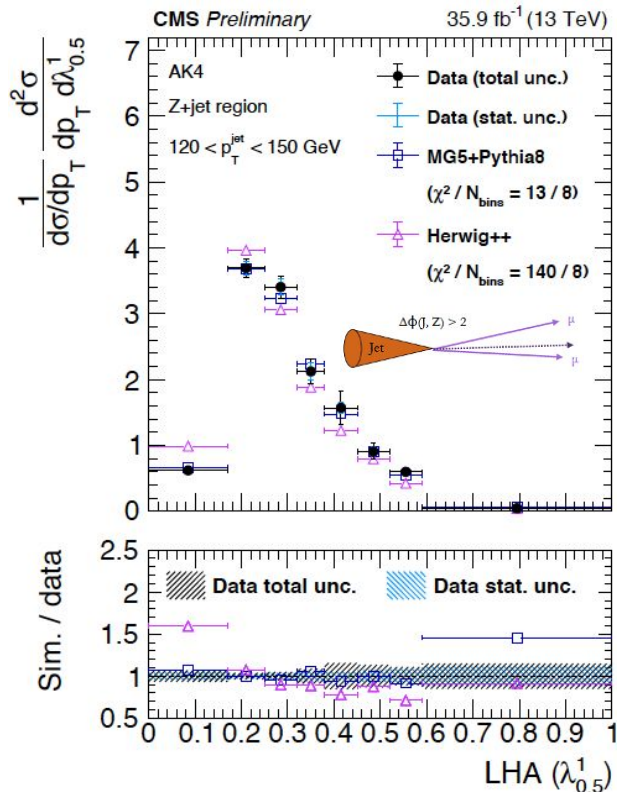 CMS Preliminary 35.9 fb⁻¹ (13 TeV)
1 d²σ
dσ/dp_T dp_T dλ¹_0.5
AK4
Z+jet region
120 < p_T^jet < 150 GeV
Data (total unc.)
Data (stat. unc.)
MG5+Pythia8
(χ² / N_bins = 13 / 8)
Herwig++
(χ² / N_bins = 140 / 8)
Δϕ(J, Z) > 2
Jet
μ
μ
7
6
5
4
3
2
1
0
Data total unc. Data stat. unc.
Sim. / data
2.5
2
1.5
1
0.5
0 0.1 0.2 0.3 0.4 0.5 0.6 0.7 0.8 0.9 1
LHA (λ¹_0.5)